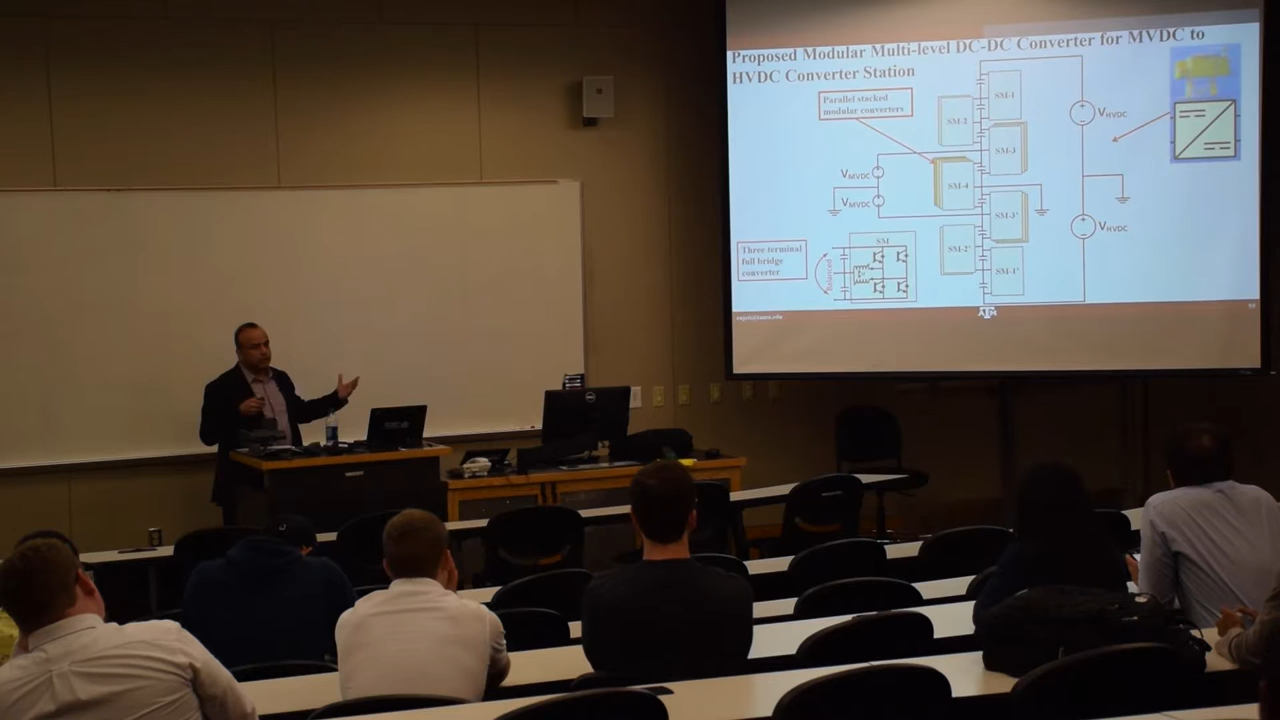 Proposed Modular Multi-level DC-DC Converter for MVDC to
HVDC Converter Station
Parallel stacked
modular converters
SM-1
SM-2
VHVDC
SM-3
VMVDC
SM-4
VMVDC
SM-3'
VHVDC
Three terminal
full bridge
converter
Balanced
SM
SM-2'
SM-1'
ATM
DELL